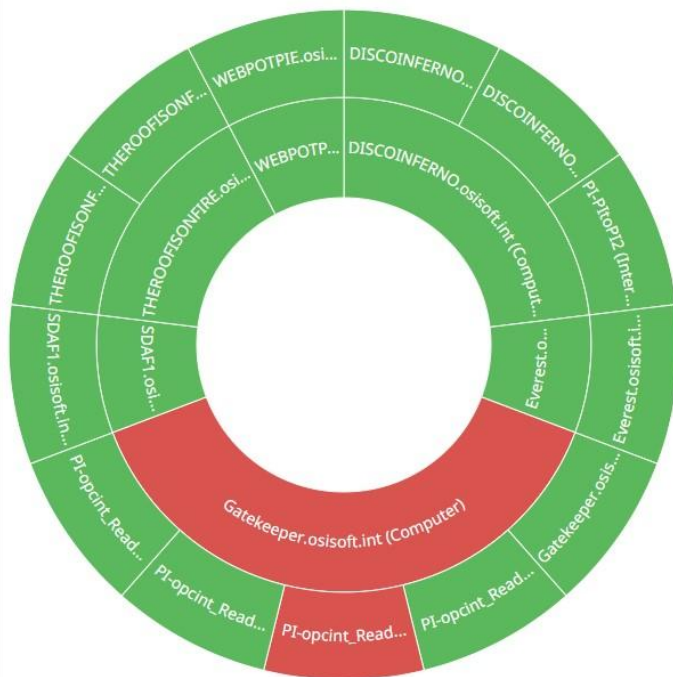 WEBPOTPIE.osi...
DISCOINFERNO...
DISCOINFERNO...
PI-PItoPI2 (Inter...
Everest.osisoft.i...
Gatekeeper.osis...
PI-opcint_Read...
PI-opcint_Read...
PI-opcint_Read...
PI-opcint_Read...
SDAF1.osisoft.in...
THEROOFISONF...
THEROOFISONF...
WEBPOTP...
DISCOINFERNO.osisoft.int (Comput...
Everest.o...
Gatekeeper.osisoft.int (Computer)
SDAF1.osi...
THEROOFISONFIRE.osi...